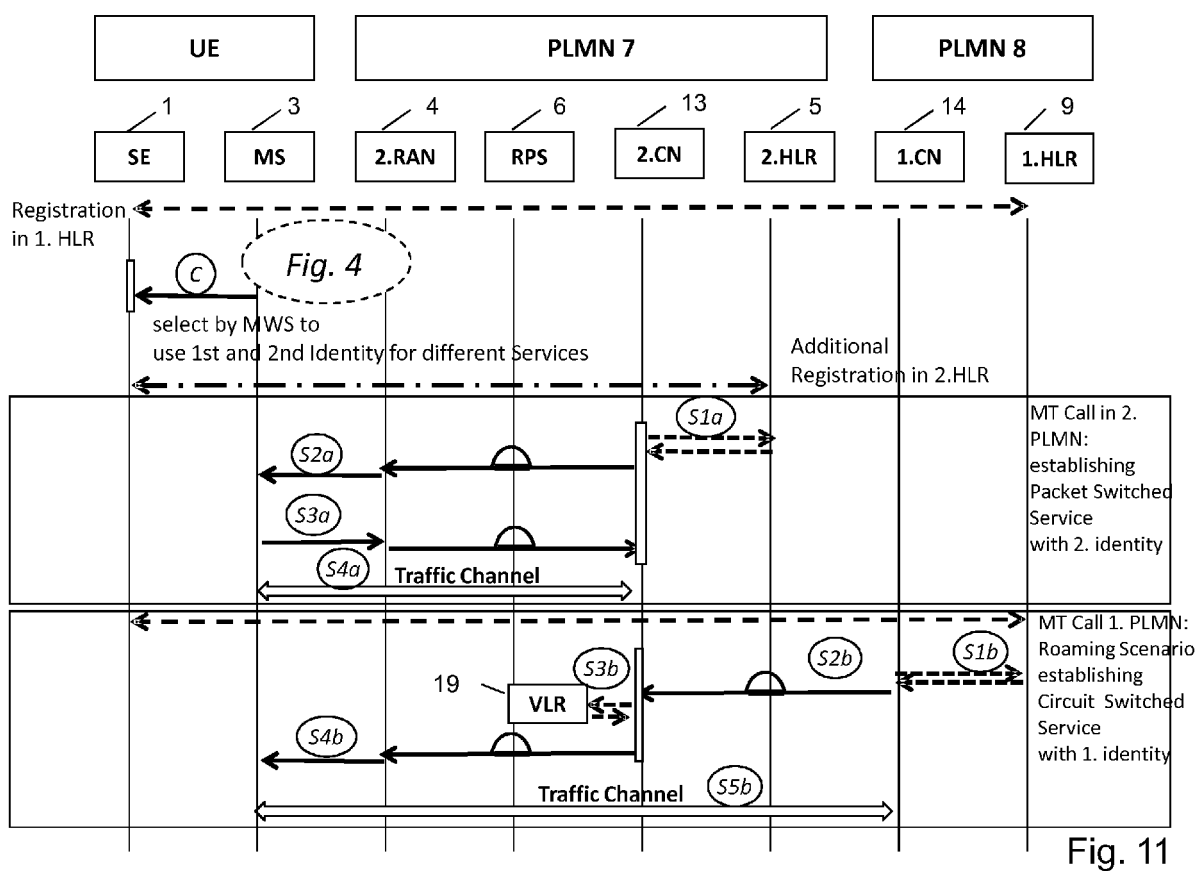 UE
PLMN 7
PLMN 8
1
3
4
6
13
5
14
9
SE
MS
2.RAN
RPS
2.CN
2.HLR
1.CN
1.HLR
Registration
in 1. HLR
C
Fig. 4
select by MWS to
use 1st and 2nd Identity for different Services
Additional
Registration in 2.HLR
S1a
S2a
S3a
S4a
Traffic Channel
MT Call in 2.
PLMN:
establishing
Packet Switched
Service
with 2. identity
S1b
S2b
S3b
19
VLR
S4b
Traffic Channel
S5b
MT Call 1. PLMN:
Roaming Scenario
establishing
Circuit Switched
Service
with 1. identity
Fig. 11